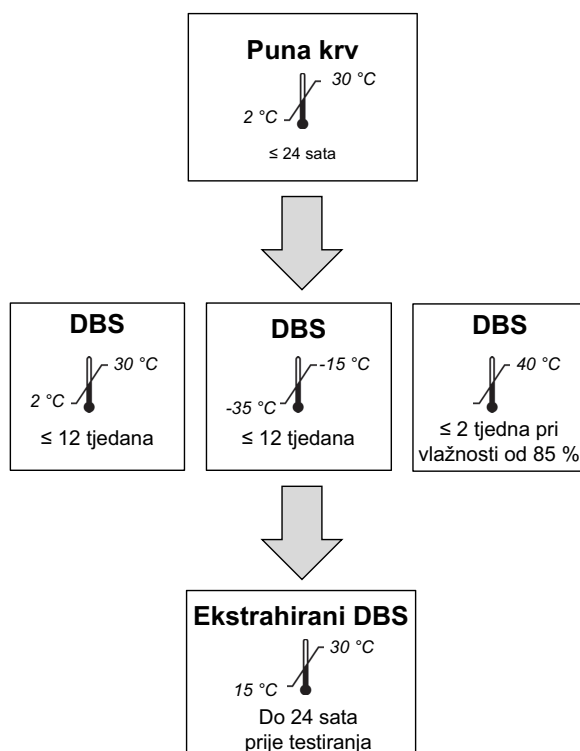 Puna krv
30 °C
2 °C
≤ 24 sata
DBS
30 °C
2 °C
≤ 12 tjedana
DBS
-15 °C
-35 °C
≤ 12 tjedana
DBS
40 °C
≤ 2 tjedna pri
vlažnosti od 85 %
Ekstrahirani DBS
30 °C
15 °C
Do 24 sata
prije testiranja